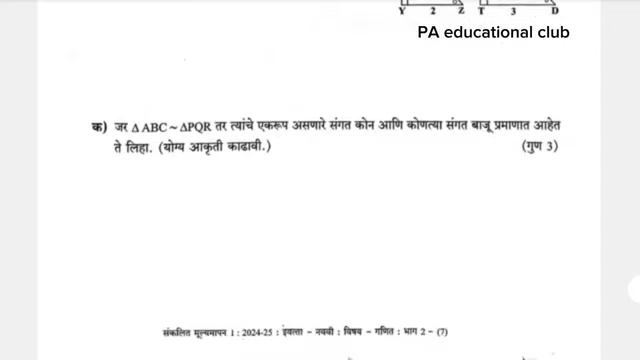 Y 2 Z T 3 D
PA educational club
क) जर Δ ABC ~ ΔPQR तर त्यांचे एकरूप असणारे संगत कोन आणि कोणत्या संगत बाजू प्रमाणात आहेत
ते लिहा. (योग्य आकृती काढावी.) (गुण 3)
संकलित मूल्यमापन 1 : 2024-25 : इयत्ता - नववी : विषय - गणित : भाग 2 - (7)